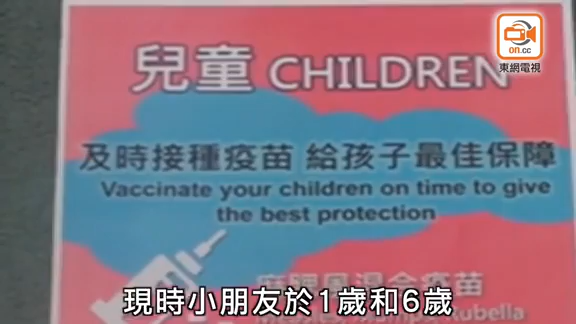 on.cc
東網電視
兒童 CHILDREN
及時接種疫苗 給孩子最佳保障
Vaccinate your children on time to give
the best protection
現時小朋友於1歲和6歲